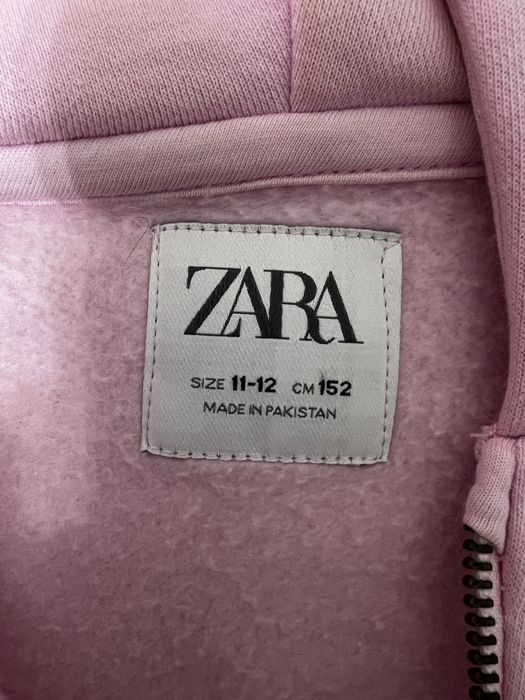 ZARA
SIZE 11-12 CM 152
MADE IN PAKISTAN